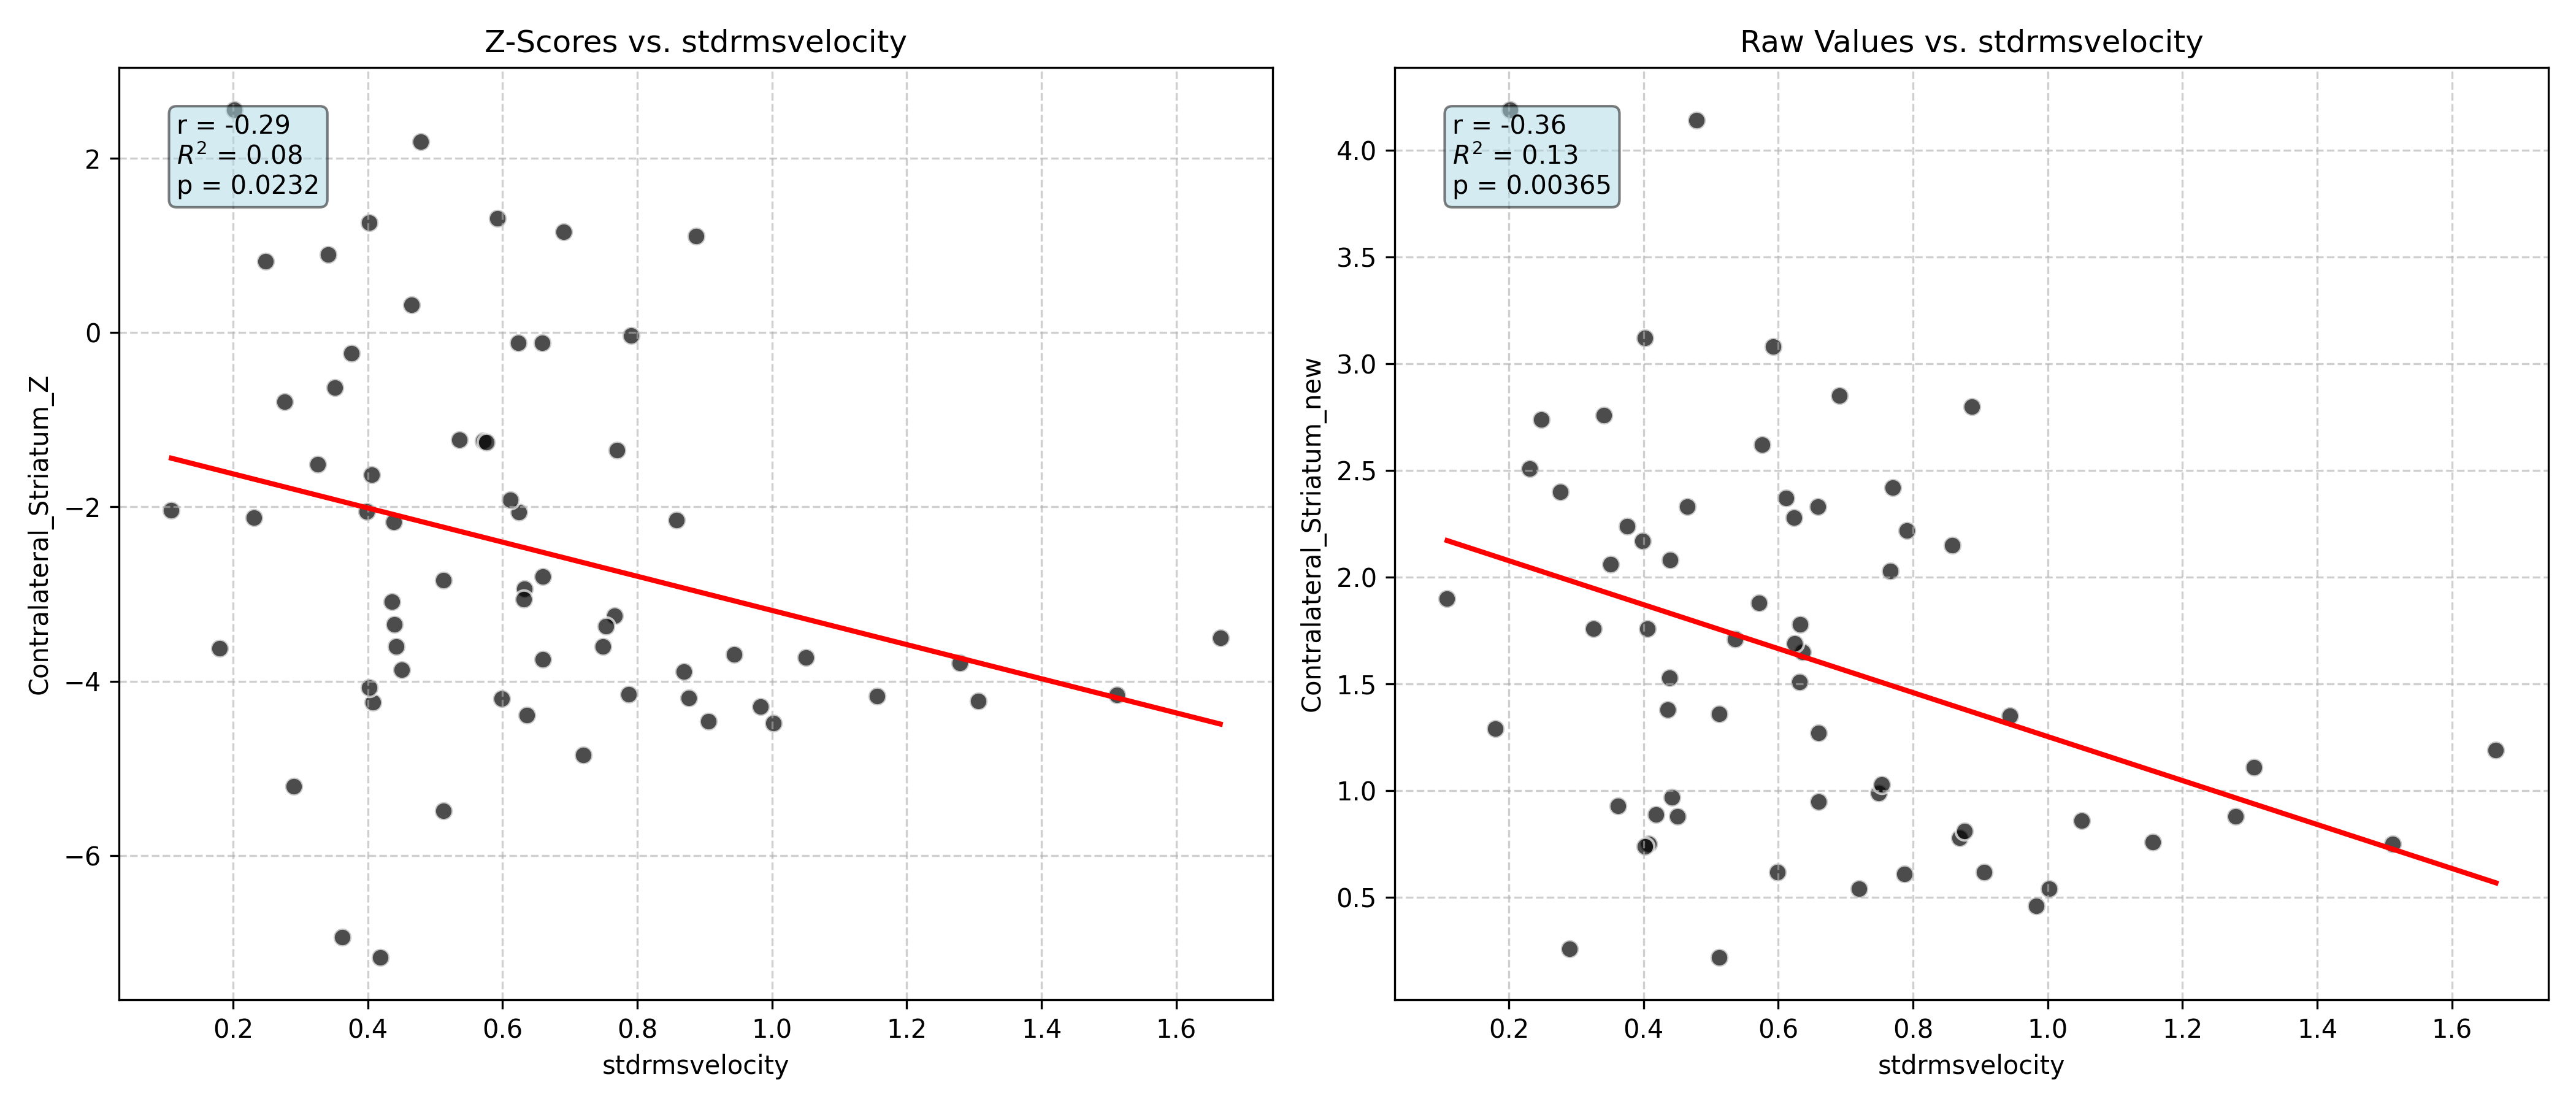 Z-Scores vs. stdrmsvelocity
r = -0.29
R² = 0.08
p = 0.0232
Contralateral_Striatum_Z
2
0
−2
−4
−6
0.2 0.4 0.6 0.8 1.0 1.2 1.4 1.6
stdrmsvelocity
Raw Values vs. stdrmsvelocity
r = -0.36
R² = 0.13
p = 0.00365
Contralateral_Striatum_new
4.0
3.5
3.0
2.5
2.0
1.5
1.0
0.5
0.2 0.4 0.6 0.8 1.0 1.2 1.4 1.6
stdrmsvelocity